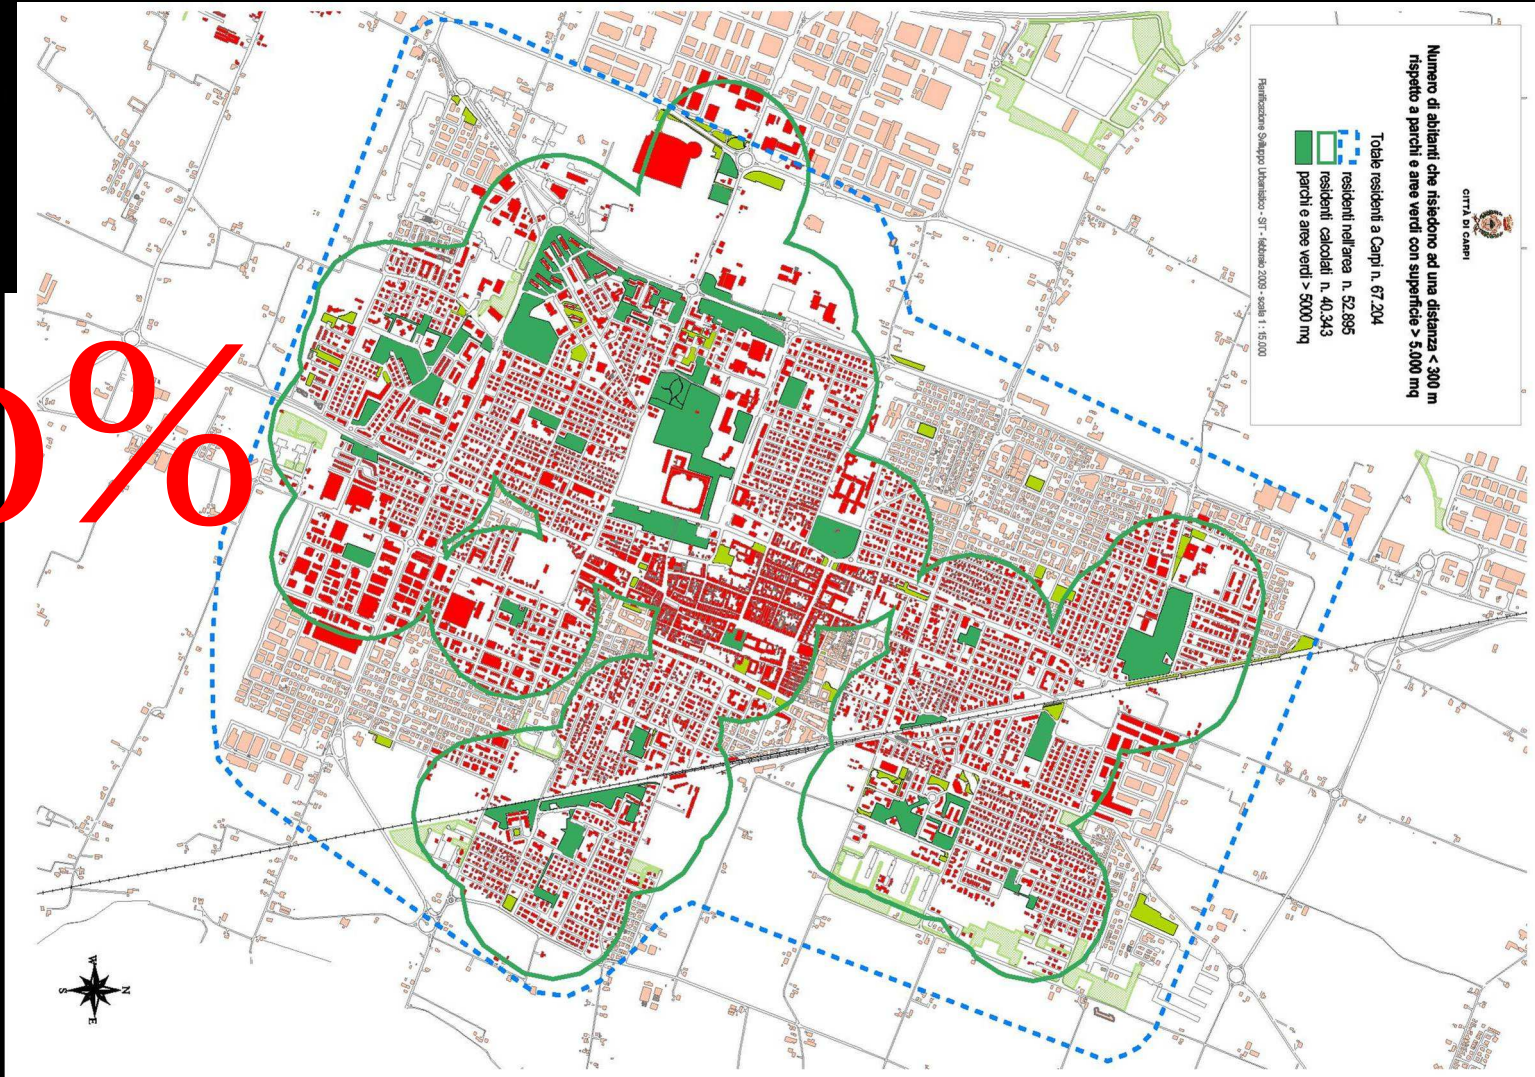 CITTÀ DI CARPI
Numero di abitanti che risiedono ad una distanza < 300 m
rispetto a parchi e aree verdi con superficie > 5.000 mq
Totale residenti a Carpi n. 67.204
residenti nell'area n. 52.895
residenti calcolati n. 40.343
parchi e aree verdi > 5000 mq
Pianificazione Sviluppo Urbanistico - SIT - febbraio 2009 - scala 1 : 15.000
0%
N
W
E
S